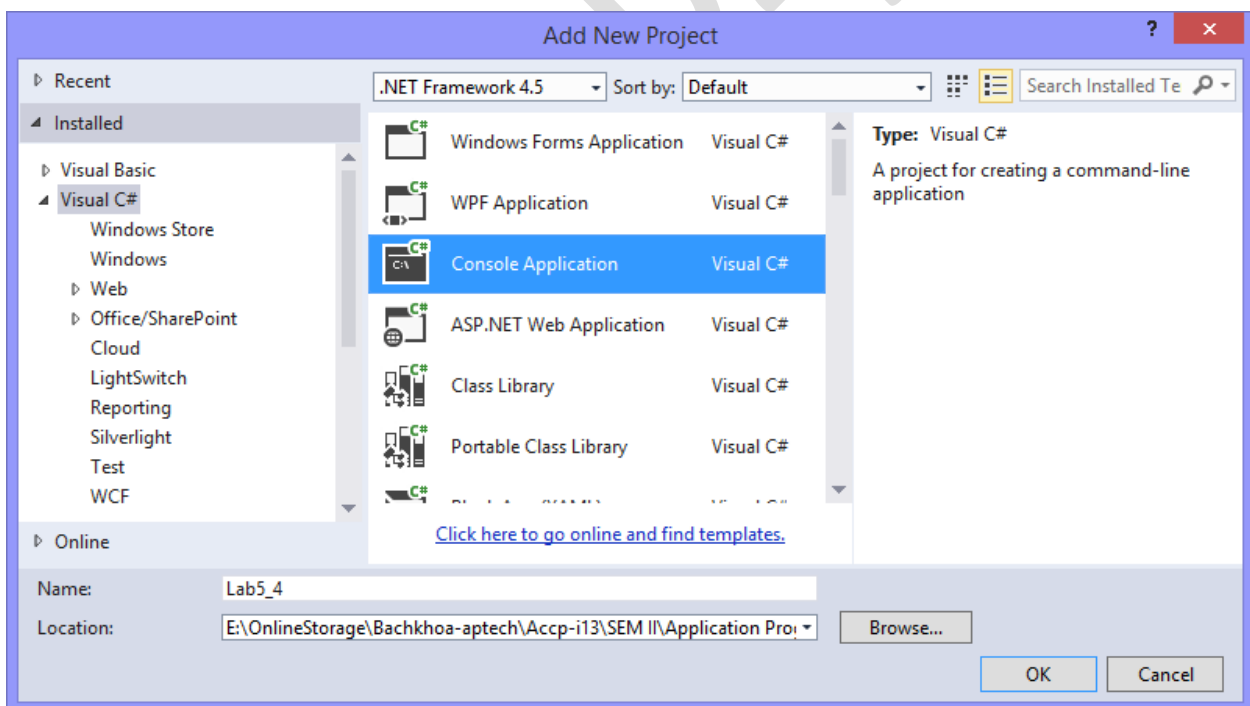 Add New Project
?
Recent
Installed
Visual Basic
Visual C#
Windows Store
Windows
Web
Office/SharePoint
Cloud
LightSwitch
Reporting
Silverlight
Test
WCF
Online
.NET Framework 4.5
Sort by: Default
Search Installed Te
C# Windows Forms Application Visual C#
C# WPF Application Visual C#
C# C:\ Console Application Visual C#
C# ASP.NET Web Application Visual C#
C# Class Library Visual C#
C# Portable Class Library Visual C#
C#
Click here to go online and find templates.
Type: Visual C#
A project for creating a command-line
application
Name: Lab5_4
Location: E:\OnlineStorage\Bachkhoa-aptech\Accp-i13\SEM II\Application Pro
Browse...
OK Cancel